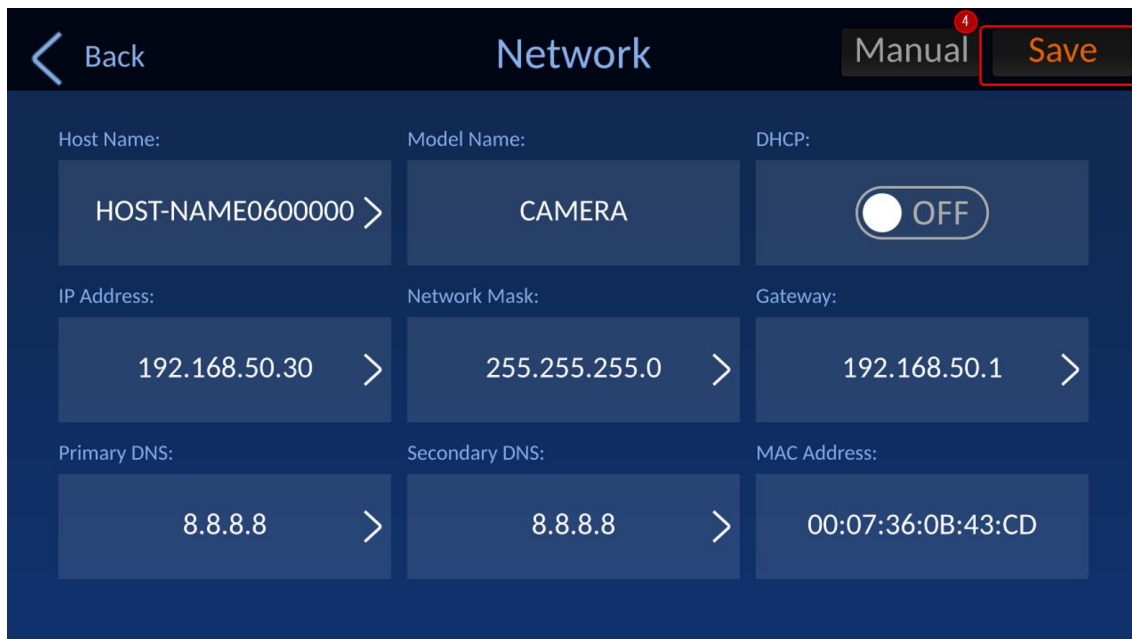 Back
Network
Manual
4
Save
Host Name:
Model Name:
DHCP:
HOST-NAME0600000
CAMERA
OFF
IP Address:
Network Mask:
Gateway:
192.168.50.30
255.255.255.0
192.168.50.1
Primary DNS:
Secondary DNS:
MAC Address:
8.8.8.8
8.8.8.8
00:07:36:0B:43:CD